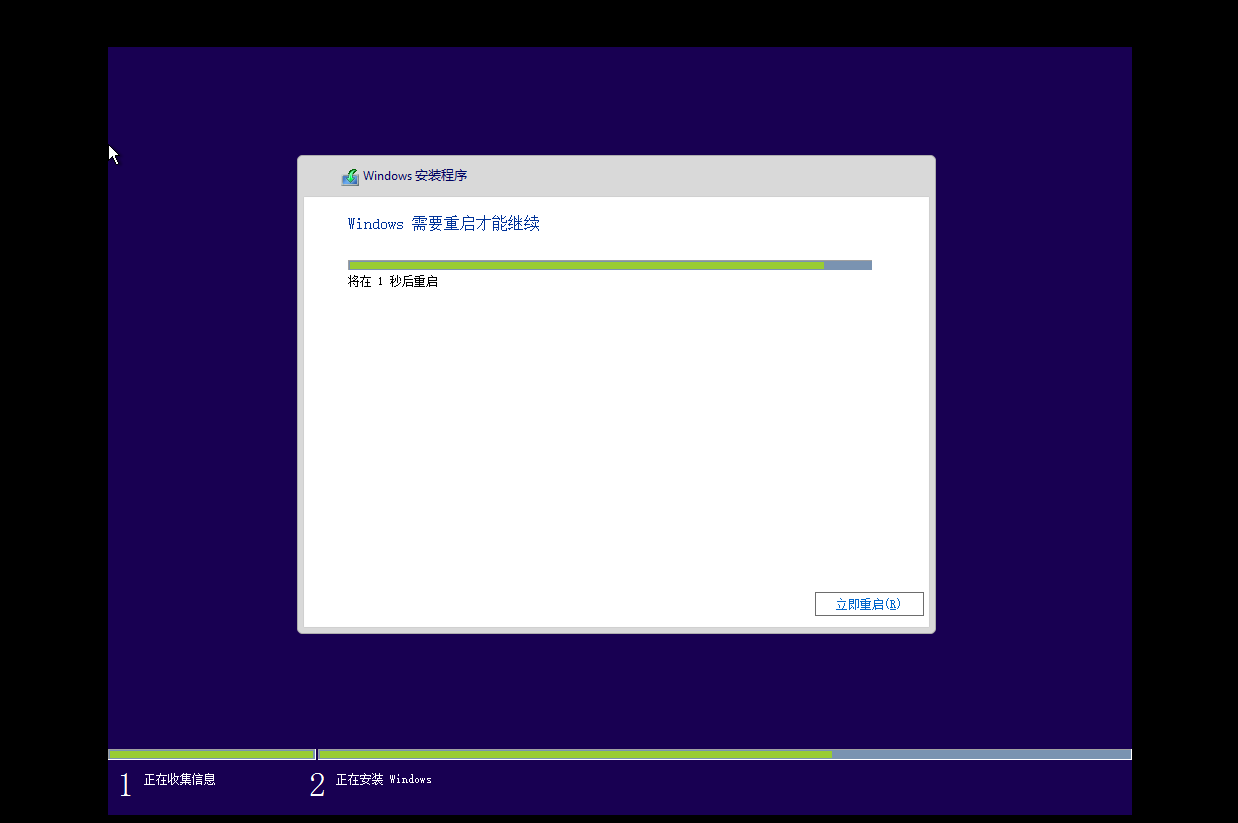 Windows 安装程序
Windows 需要重启才能继续
将在 1 秒后重启
立即重启(R)
1 正在收集信息
2 正在安装 Windows